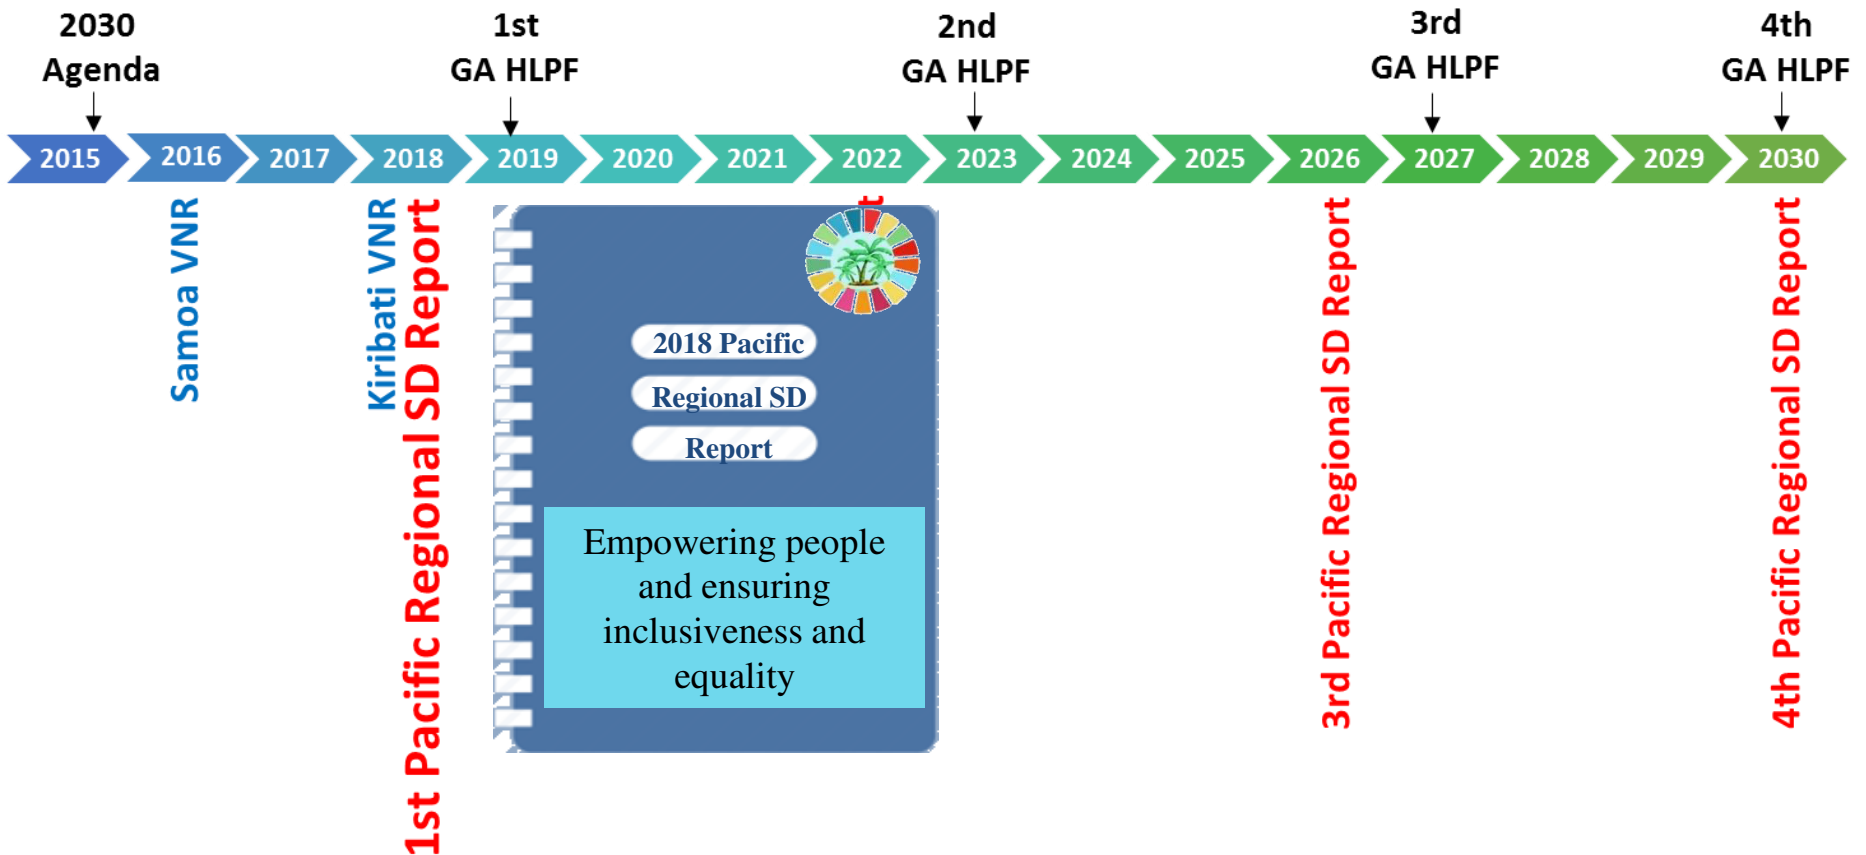 2030
Agenda
1st
GA HLPF
2nd
GA HLPF
3rd
GA HLPF
4th
GA HLPF
2015
2016
2017
2018
2019
2020
2021
2022
2023
2024
2025
2026
2027
2028
2029
2030
Samoa VNR
Kiribati VNR
1st Pacific Regional SD Report
t
2018 Pacific
Regional SD
Report
Empowering people
and ensuring
inclusiveness and
equality
3rd Pacific Regional SD Report
4th Pacific Regional SD Report